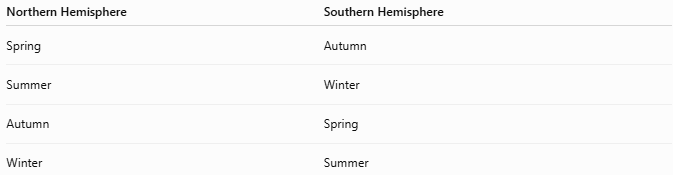 Northern Hemisphere Southern Hemisphere
Spring Autumn
Summer Winter
Autumn Spring
Winter Summer